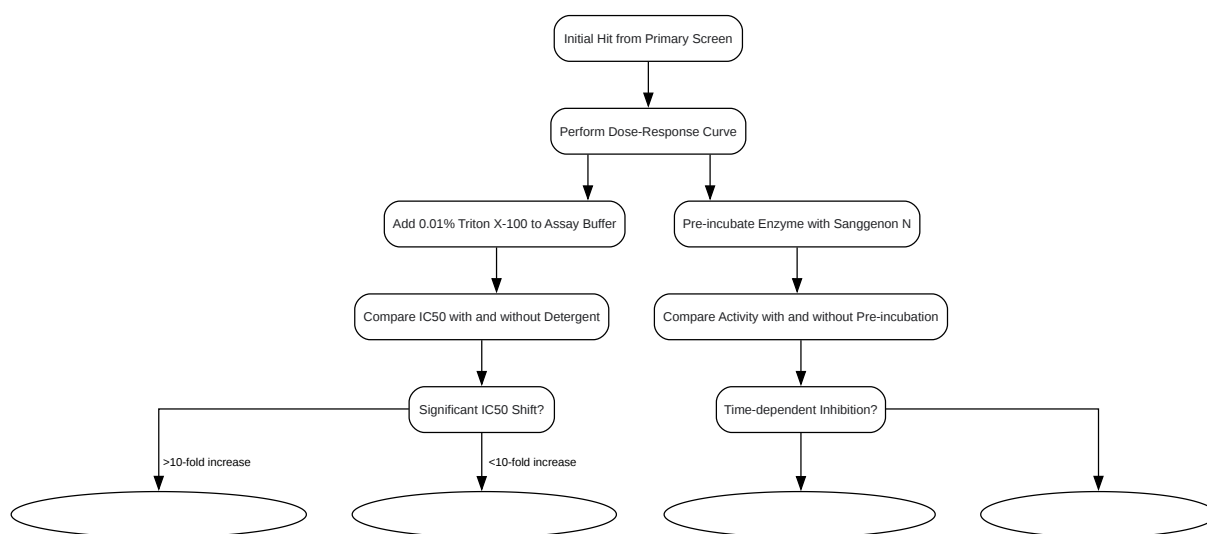 Initial Hit from Primary Screen
Perform Dose-Response Curve
Add 0.01% Triton X-100 to Assay Buffer
Pre-incubate Enzyme with Sanggenon N
Compare IC50 with and without Detergent
Compare Activity with and without Pre-incubation
Significant IC50 Shift?
Time-dependent Inhibition?
>10-fold increase
<10-fold increase